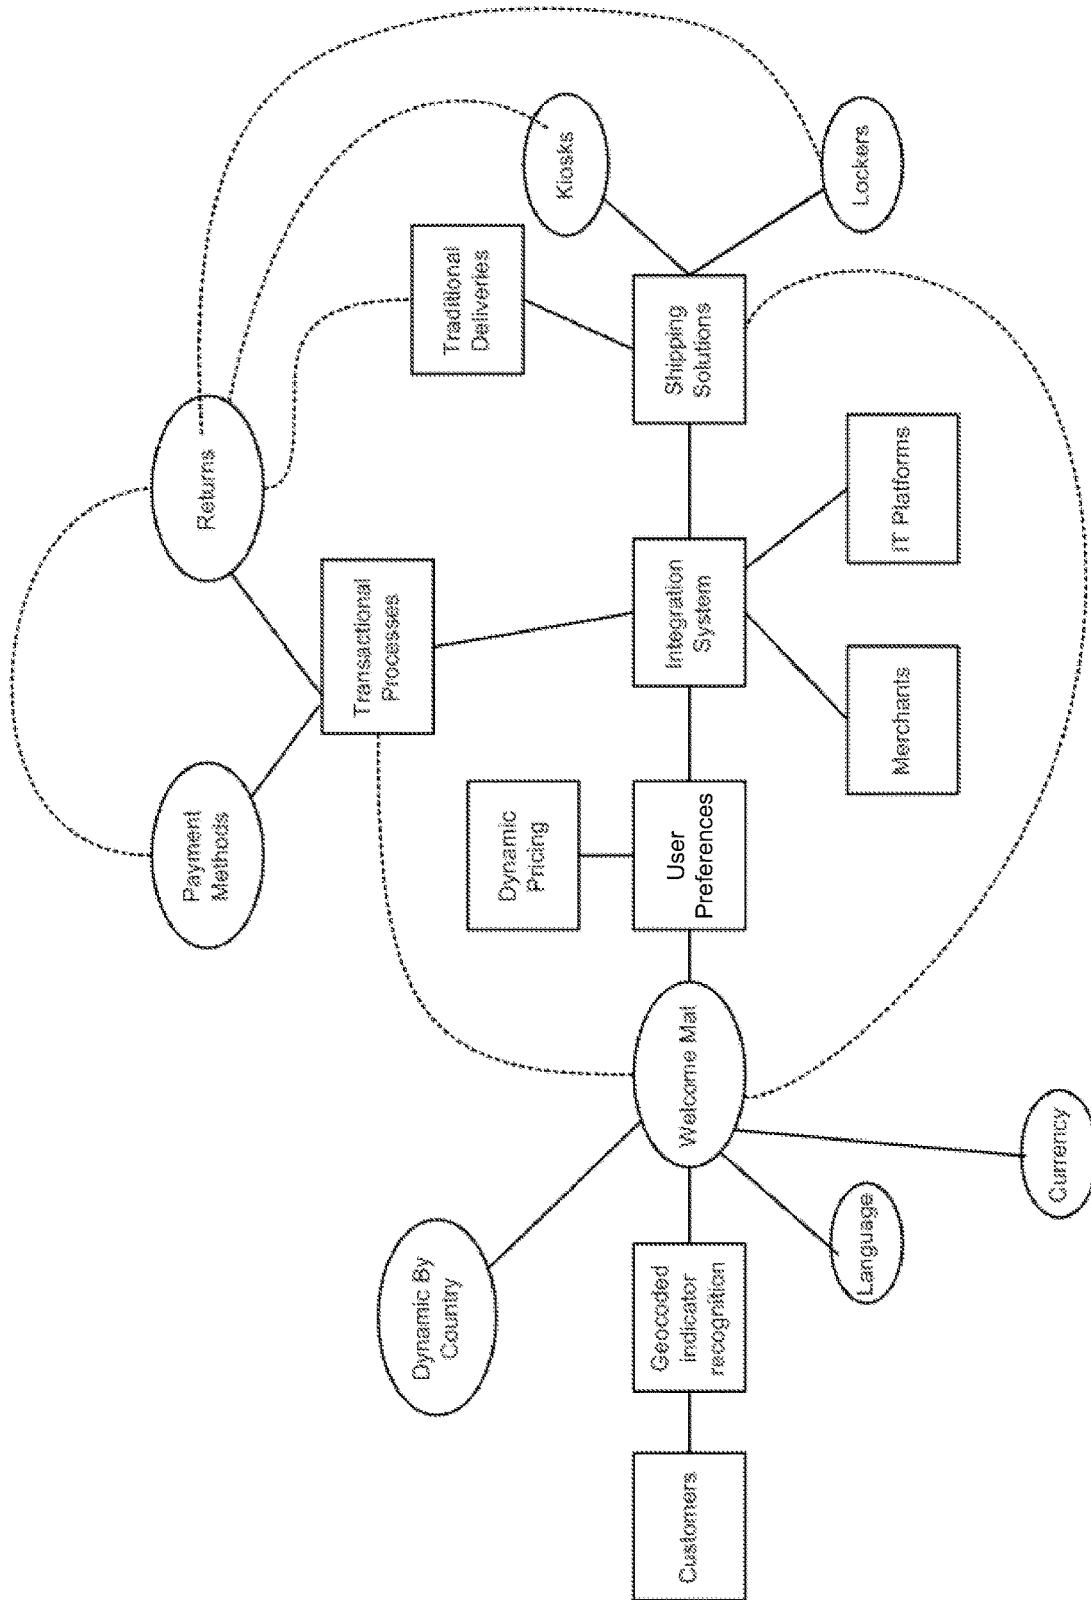 Payment
Methods
Returns
Transactional
Processes
Traditional
Deliveries
Kiosks
Dynamic By
Country
Dynamic
Pricing
Customers
Geocoded
indicator
recognition
Welcome Mat
User
Preferences
Integration
System
Shipping
Solutions
Language
Currency
Merchants
IT Platforms
Lockers